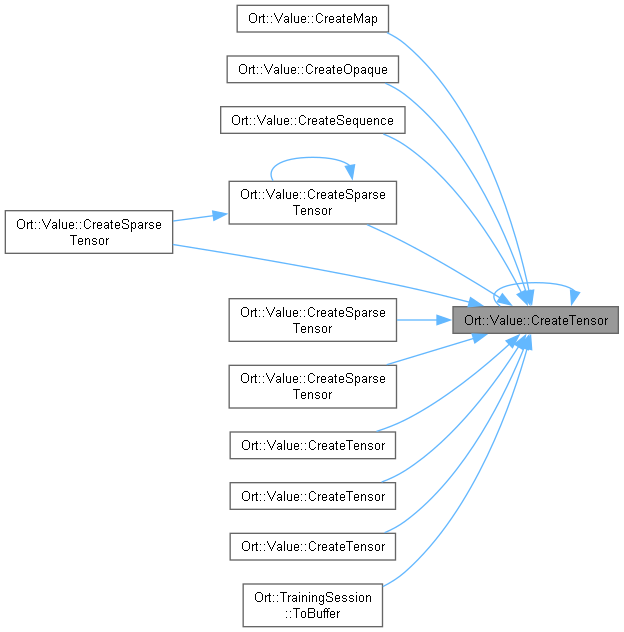 Ort::Value::CreateMap
Ort::Value::CreateOpaque
Ort::Value::CreateSequence
Ort::Value::CreateSparse
Tensor
Ort::Value::CreateSparse
Tensor
Ort::Value::CreateSparse
Tensor
Ort::Value::CreateTensor
Ort::Value::CreateSparse
Tensor
Ort::Value::CreateTensor
Ort::Value::CreateTensor
Ort::Value::CreateTensor
Ort::TrainingSession
::ToBuffer